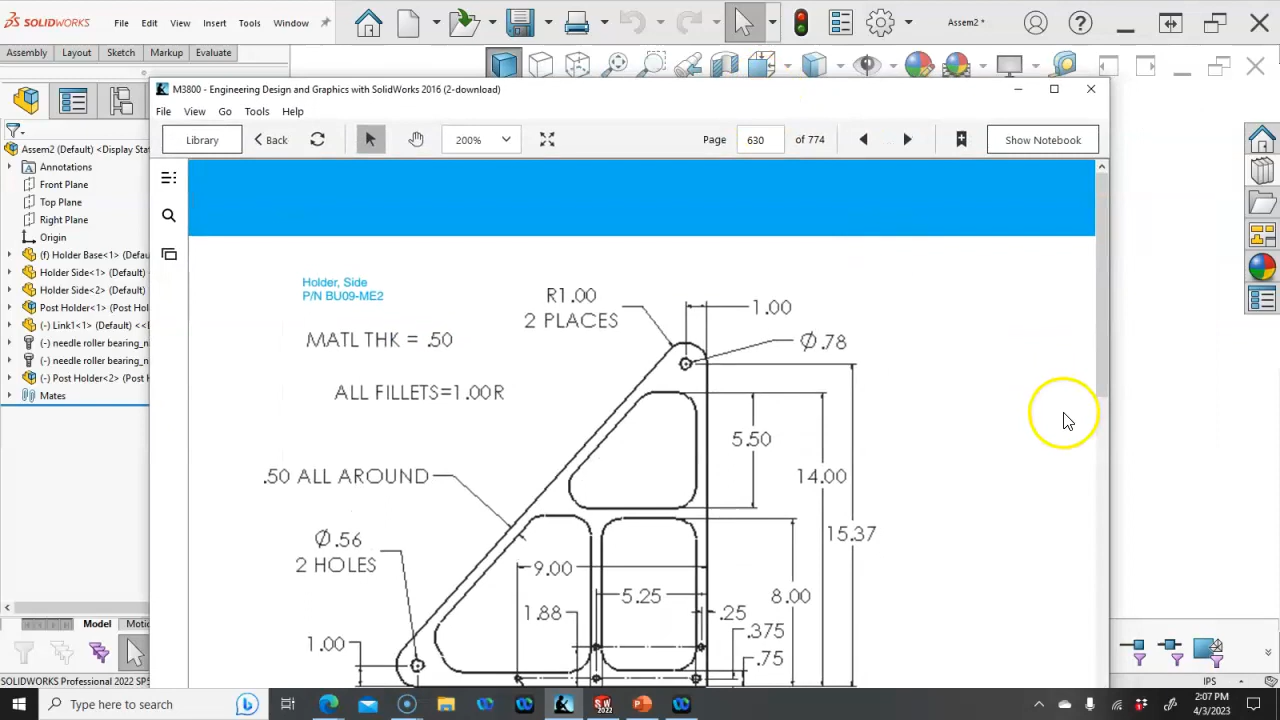 SOLIDWORKS
File
Edit
View
Insert
Tools
Window
Assem2 *
Assembly
Layout
Sketch
Markup
Evaluate
M3800 - Engineering Design and Graphics with SolidWorks 2016 (2-download)
File
View
Go
Tools
Help
Library
Back
200%
Page
630
of 774
Show Notebook
Assem2 (Default) <Display Stat
Annotations
Front Plane
Top Plane
Right Plane
Origin
(f) Holder Base<1> (Defau
Holder Side<1> (Default)
Holder Side<2> (Default)
Post Holder<1> (Default)
(-) Link1<1> (Default) <<
(-) needle roller bearing_n
(-) needle roller bearing_n
(-) Post Holder<2> (Defau
Mates
Holder, Side
P/N BU09-ME2
MATL THK = .50
ALL FILLETS=1.00R
R1.00
2 PLACES
1.00
Ø.78
5.50
14.00
15.37
.50 ALL AROUND
Ø.56
2 HOLES
9.00
5.25
8.00
1.88
.25
.375
.75
1.00
Model
SOLIDWORKS Professional 2022 SP5
IPS
Type here to search
SW
2022
2:07 PM
4/3/2023